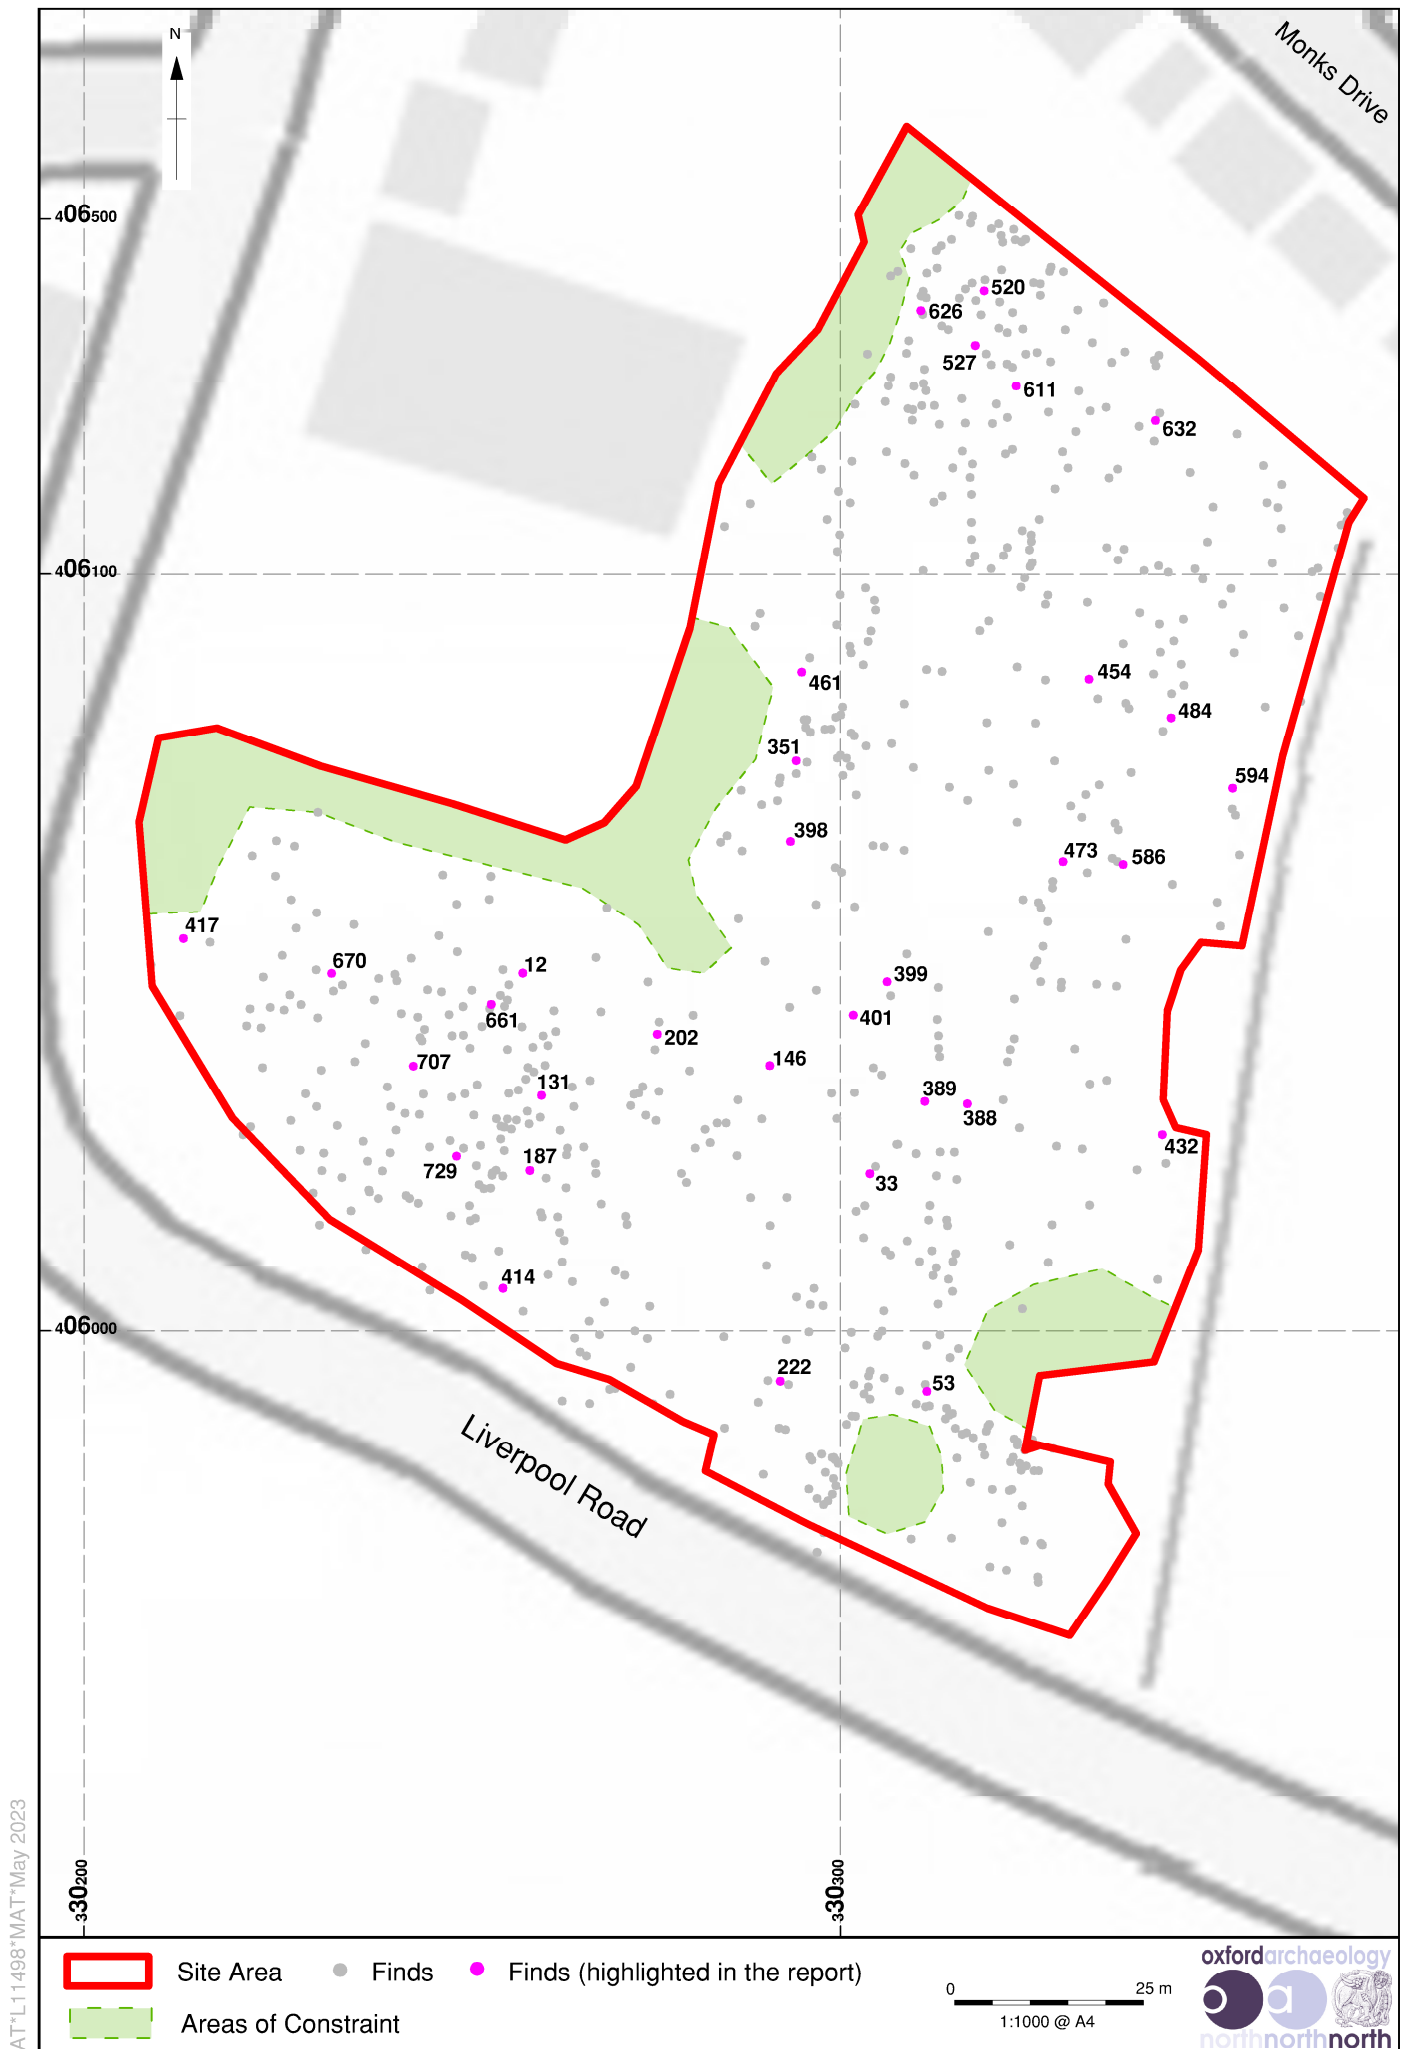 N
Monks Drive
406500
520
626
527
611
632
406100
461
454
484
351
594
398
473
586
417
670
12
399
661
401
202
707
146
131
389
388
432
729
187
33
414
406000
222
53
Liverpool Road
330200
330300
AT*L11498*MAT*May 2023
Site Area
Finds
Finds (highlighted in the report)
Areas of Constraint
0
25 m
1:1000 @ A4
oxfordarchaeology
oa
northnorthnorth